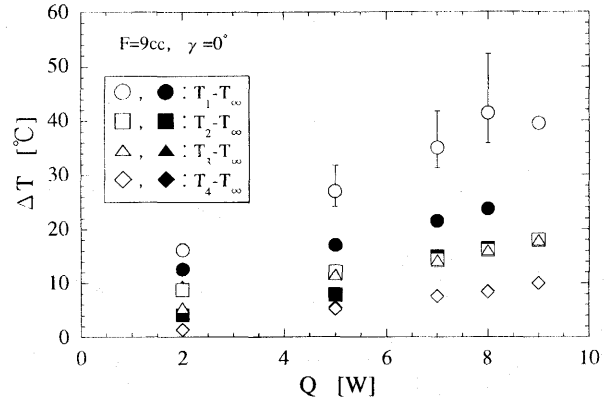 60
50
40
30
20
10
0
ΔT [℃]
F=9cc, γ=0°
○, ●: T₁-T∞
□, ■: T₂-T∞
△, ▲: T₃-T∞
◇, ◆: T₄-T∞
0 2 4 6 8 10
Q [W]